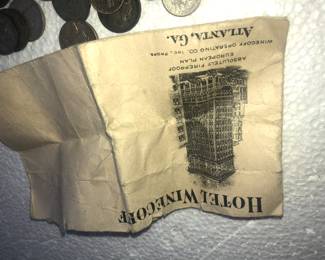 HOTEL WINECOFF
ABSOLUTELY FIREPROOF
EUROPEAN PLAN
WINECOFF OPERATING CO., INC., PROPS.
ATLANTA, GA.